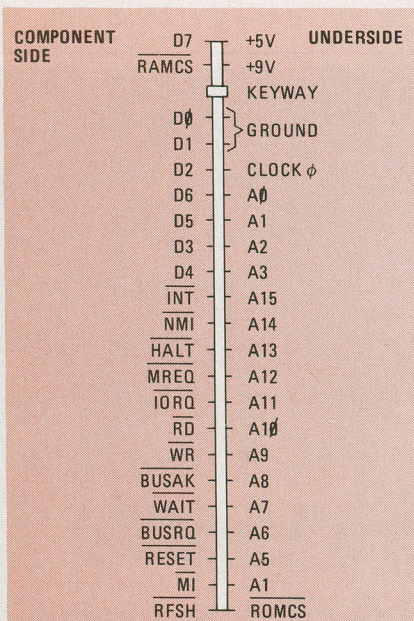 COMPONENT D7 +5V UNDERSIDE
SIDE RAMCS +9V
KEYWAY
DØ
GROUND
D1
D2 CLOCK ϕ
D6 AØ
D5 A1
D3 A2
D4 A3
INT A15
NMI A14
HALT A13
MREQ A12
IORQ A11
RD A1Ø
WR A9
BUSAK A8
WAIT A7
BUSRQ A6
RESET A5
MI A1
RFSH ROMCS